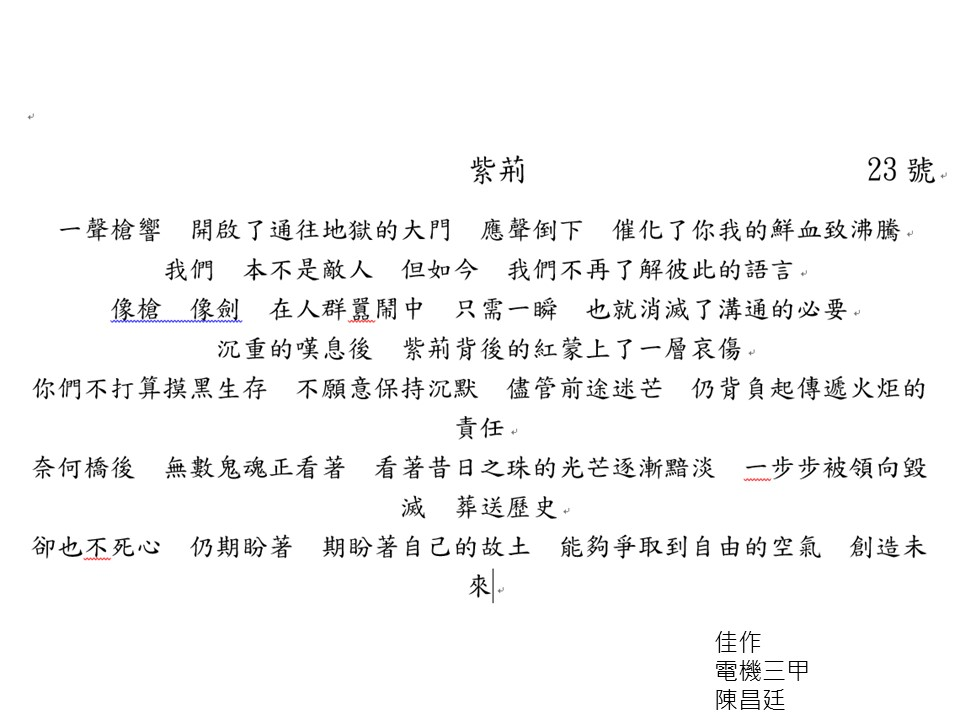 紫荊 23 號
一聲槍響 開啟了通往地獄的大門 應聲倒下 催化了你我的鮮血致沸騰
我們 本不是敵人 但如今 我們不再了解彼此的語言
像槍 像劍 在人群囂鬧中 只需一瞬 也就消滅了溝通的必要
沉重的嘆息後 紫荊背後的紅蒙上了一層哀傷
你們不打算摸黑生存 不願意保持沉默 儘管前途迷芒 仍背負起傳遞火炬的
責任
奈何橋後 無數鬼魂正看著 看著昔日之珠的光芒逐漸黯淡 一步步被領向毀
滅 葬送歷史
卻也不死心 仍期盼著 期盼著自己的故土 能夠爭取到自由的空氣 創造未
來
佳作
電機三甲
陳昌廷